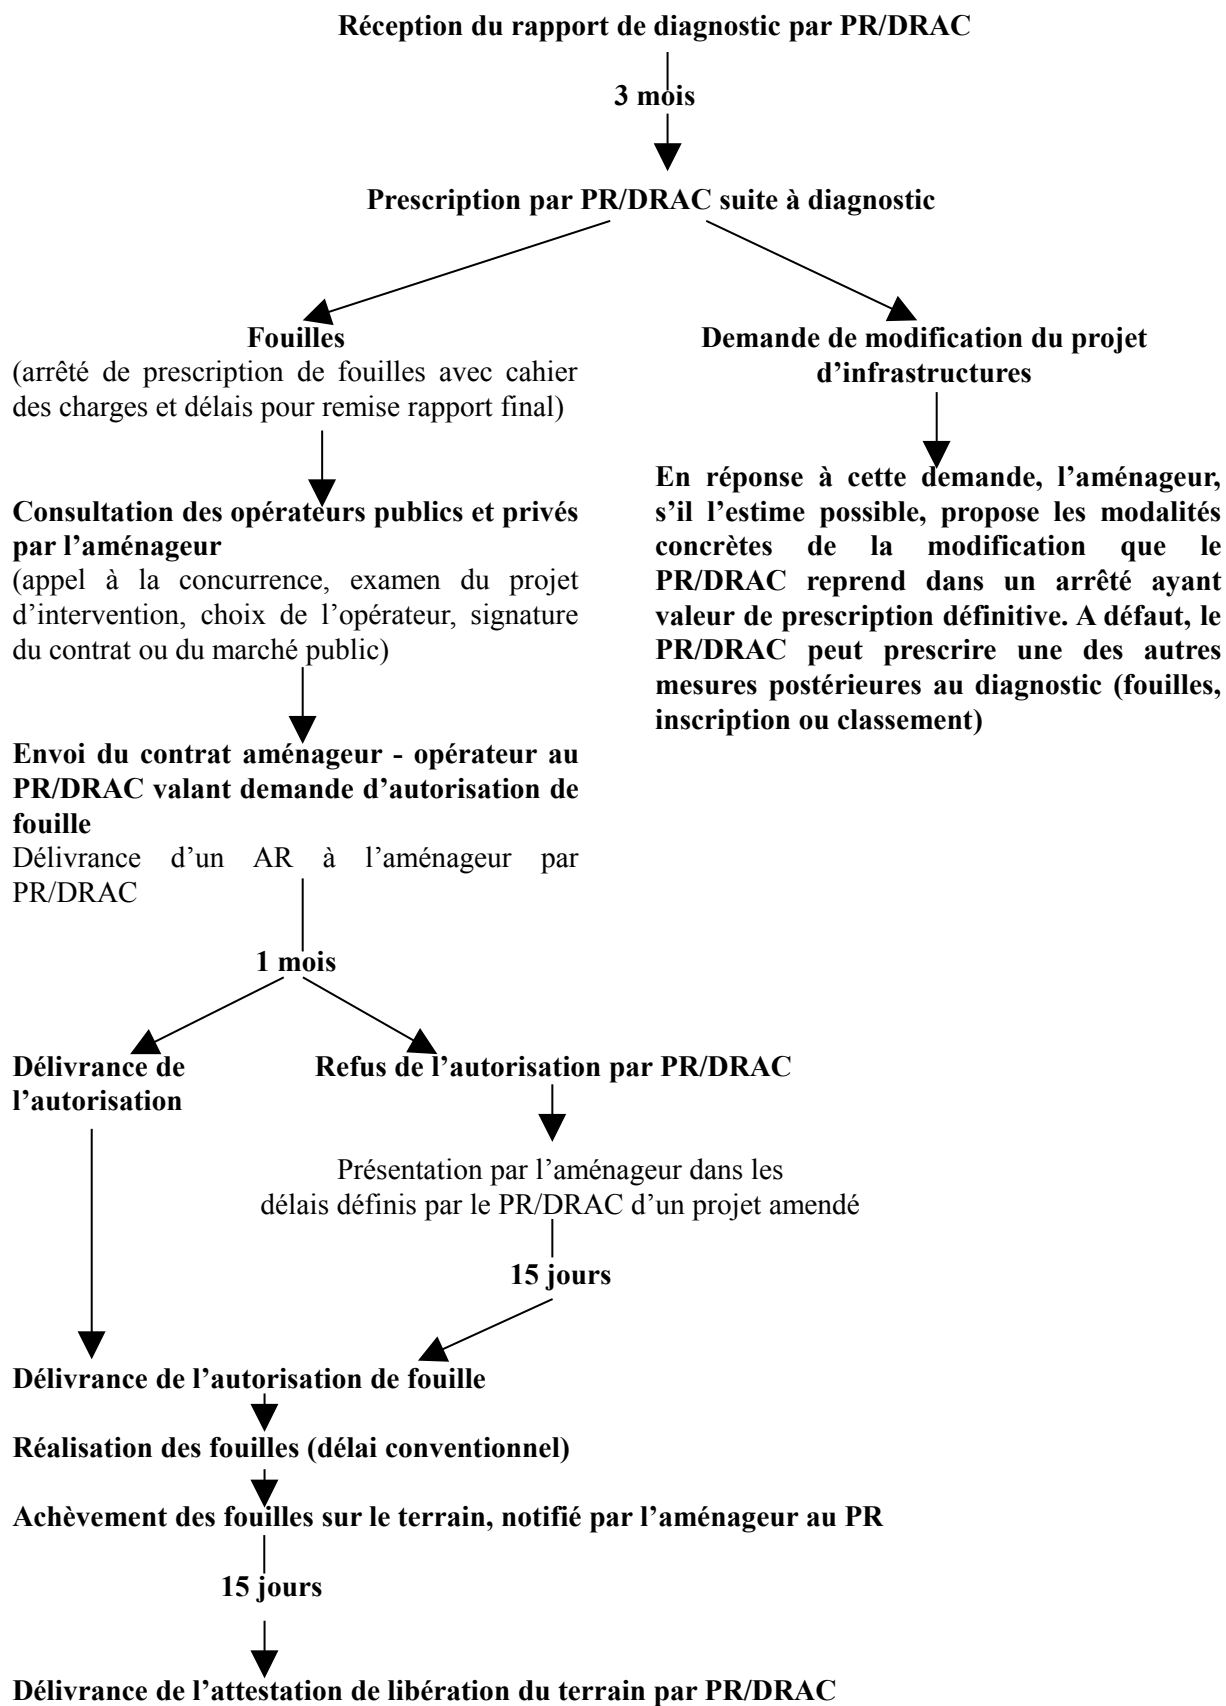 Réception du rapport de diagnostic par PR/DRAC
3 mois
Prescription par PR/DRAC suite à diagnostic
Fouilles
(arrêté de prescription de fouilles avec cahier
des charges et délais pour remise rapport final)
Consultation des opérateurs publics et privés
par l’aménageur
(appel à la concurrence, examen du projet
d’intervention, choix de l’opérateur, signature
du contrat ou du marché public)
Envoi du contrat aménageur - opérateur au
PR/DRAC valant demande d’autorisation de
fouille
Délivrance d’un AR à l’aménageur par
PR/DRAC
Demande de modification du projet
d’infrastructures
En réponse à cette demande, l’aménageur,
s’il l’estime possible, propose les modalités
concrètes de la modification que le
PR/DRAC reprend dans un arrêté ayant
valeur de prescription définitive. A défaut, le
PR/DRAC peut prescrire une des autres
mesures postérieures au diagnostic (fouilles,
inscription ou classement)
1 mois
Délivrance de
l’autorisation
Refus de l’autorisation par PR/DRAC
Présentation par l’aménageur dans les
délais définis par le PR/DRAC d’un projet amendé
15 jours
Délivrance de l’autorisation de fouille
Réalisation des fouilles (délai conventionnel)
Achèvement des fouilles sur le terrain, notifié par l’aménageur au PR
15 jours
Délivrance de l’attestation de libération du terrain par PR/DRAC